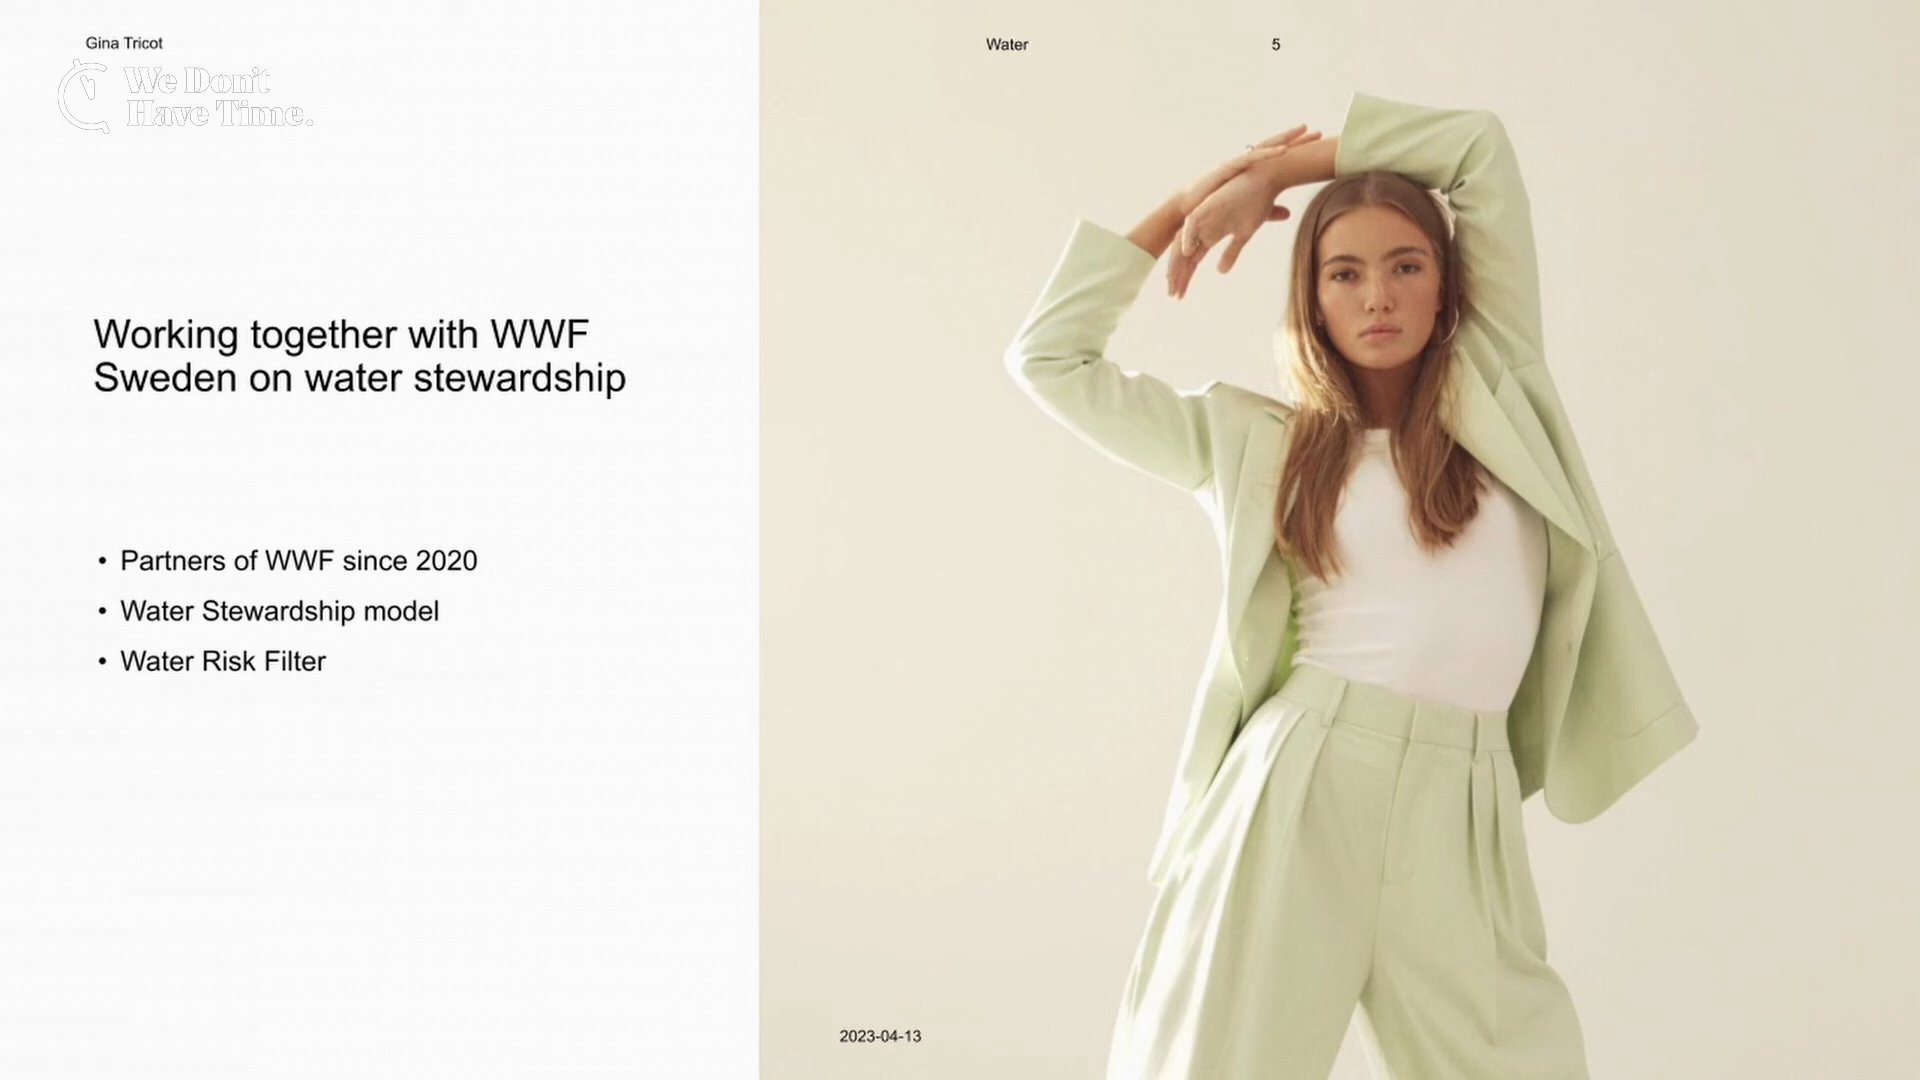 Gina Tricot
Water
5
We Don't
Have Time.
Working together with WWF
Sweden on water stewardship
• Partners of WWF since 2020
• Water Stewardship model
• Water Risk Filter
2023-04-13